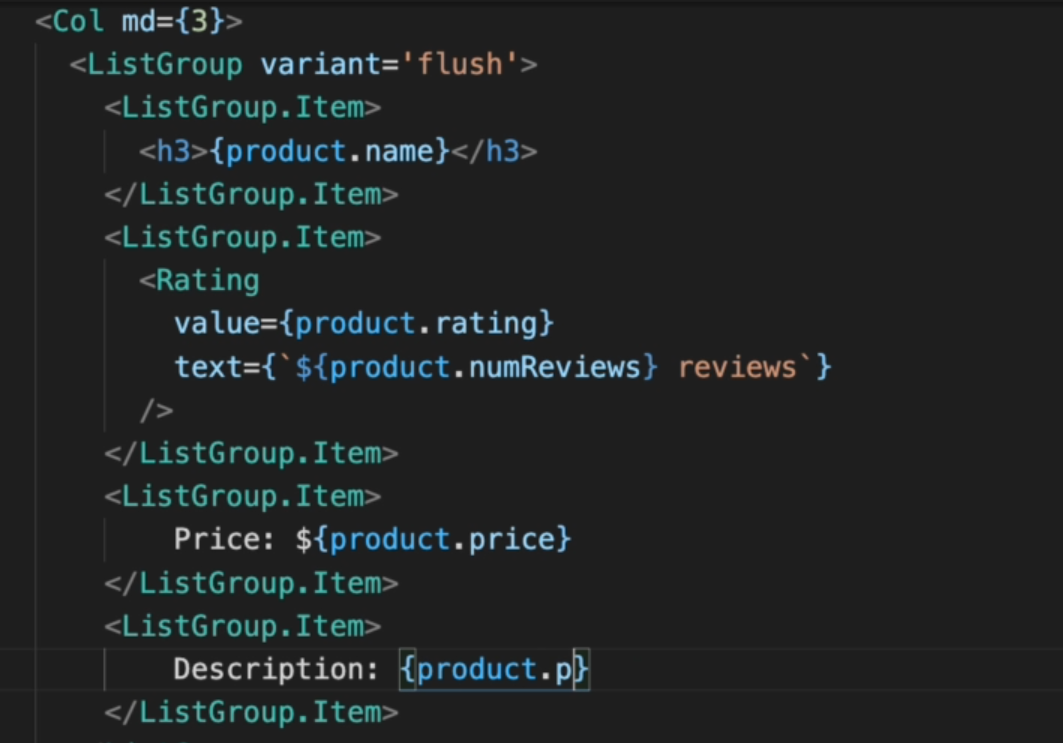 <Col md={3}>
<ListGroup variant='flush'>
<ListGroup.Item>
<h3>{product.name}</h3>
</ListGroup.Item>
<ListGroup.Item>
<Rating
value={product.rating}
text={`${product.numReviews} reviews`}
/>
</ListGroup.Item>
<ListGroup.Item>
Price: ${product.price}
</ListGroup.Item>
<ListGroup.Item>
Description: {product.p}
</ListGroup.Item>